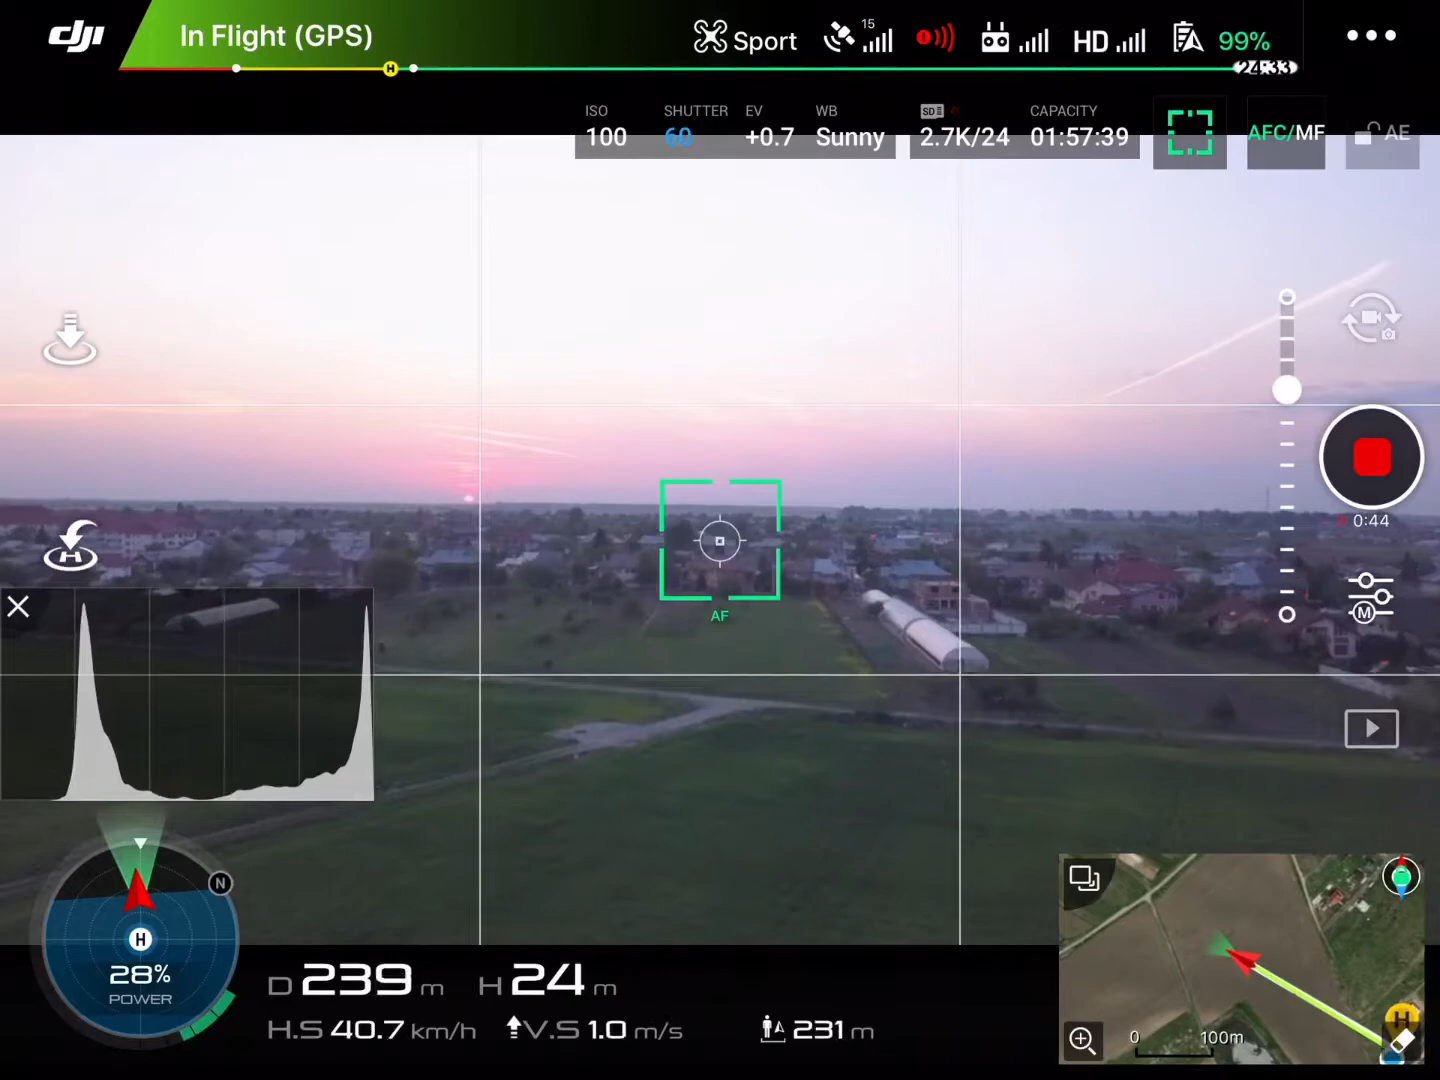 dji
In Flight (GPS)
Sport
15
HD
99%
H
24:33
ISO
100
SHUTTER
60
EV
+0.7
WB
Sunny
SD
2.7K/24
CAPACITY
01:57:39
AFC/MF
AE
AF
0:44
M
H
N
H
28%
POWER
D 239 m
H 24 m
H.S 40.7 km/h
V.S 1.0 m/s
231 m
0
100m
H